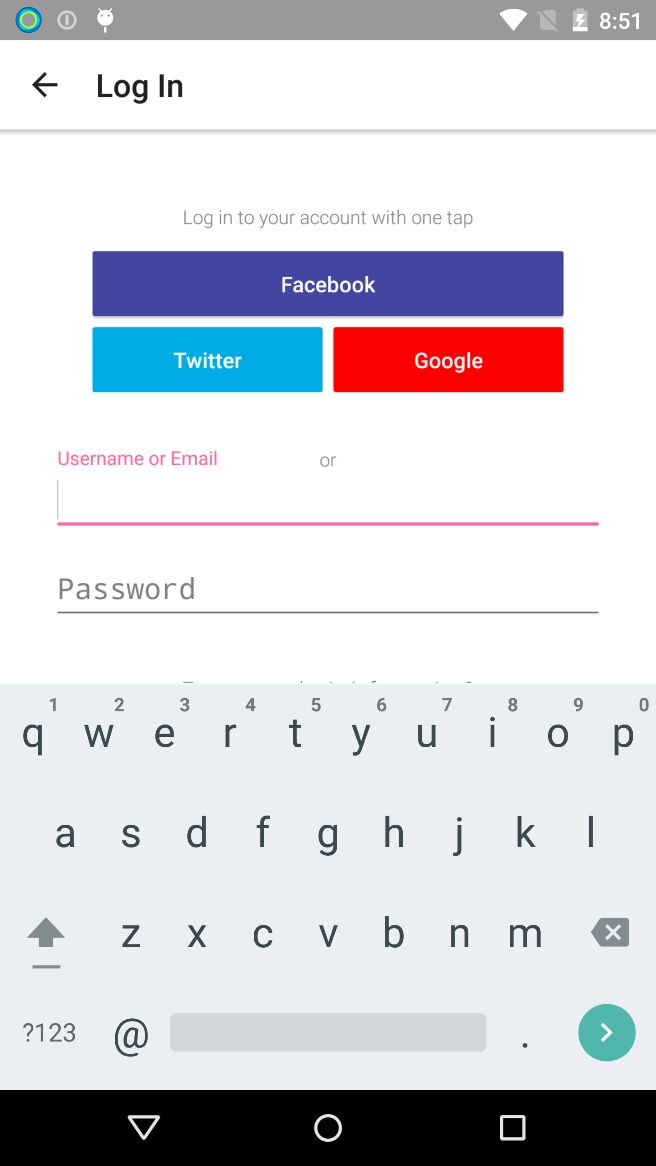 8:51
Log In
Log in to your account with one tap
Facebook
Twitter Google
Username or Email
or
Password
1 2 3 4 5 6 7 8 9 0
q w e r t y u i o p
a s d f g h j k l
z x c v b n m
?123 @ .